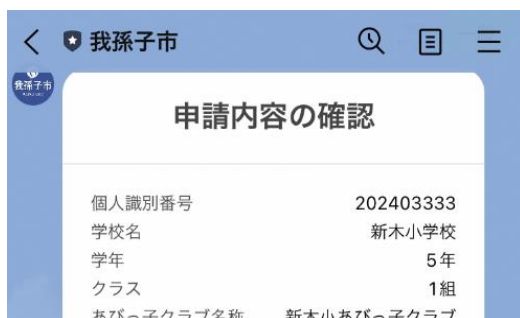 我孫子市
我孫子市
申請内容の確認
個人識別番号 202403333
学校名 新木小学校
学年 5年
クラス 1組
あびっ子クラブ名称 新木小あびっ子クラブ